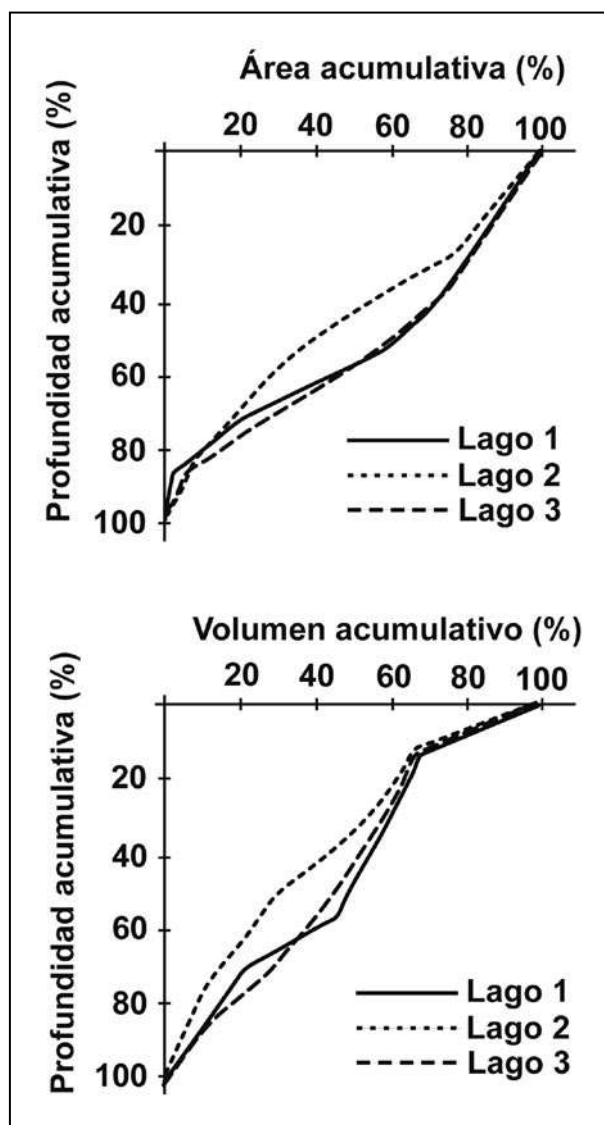 Área acumulativa (%)
20 40 60 80 100
Profundidad acumulativa (%)
20
40
60
80
100
Lago 1
Lago 2
Lago 3
Volumen acumulativo (%)
20 40 60 80 100
Profundidad acumulativa (%)
20
40
60
80
100
Lago 1
Lago 2
Lago 3